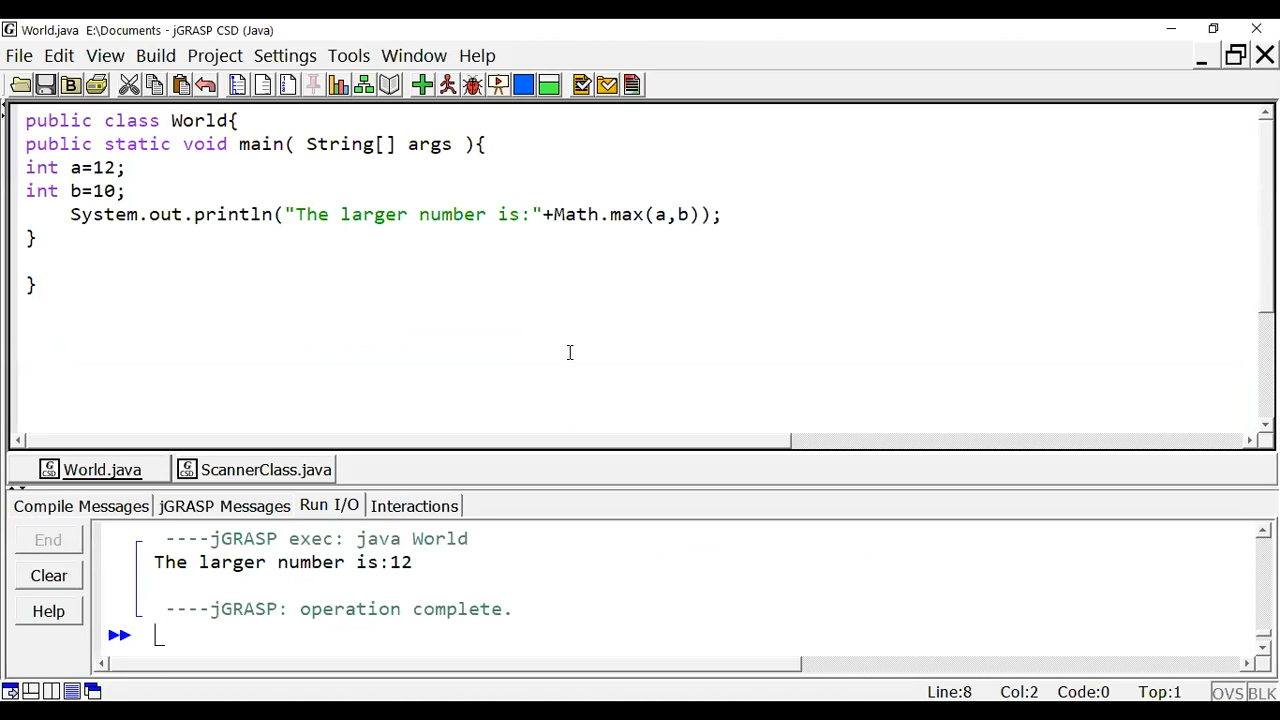 World.java E:\Documents - jGRASP CSD (Java)
File Edit View Build Project Settings Tools Window Help
public class World{
public static void main( String[] args ){
int a=12;
int b=10;
System.out.println("The larger number is:"+Math.max(a,b));
}
}
World.java ScannerClass.java
Compile Messages jGRASP Messages Run I/O Interactions
End
Clear
Help
----jGRASP exec: java World
The larger number is:12
----jGRASP: operation complete.
Line:8 Col:2 Code:0 Top:1 OVS BLK